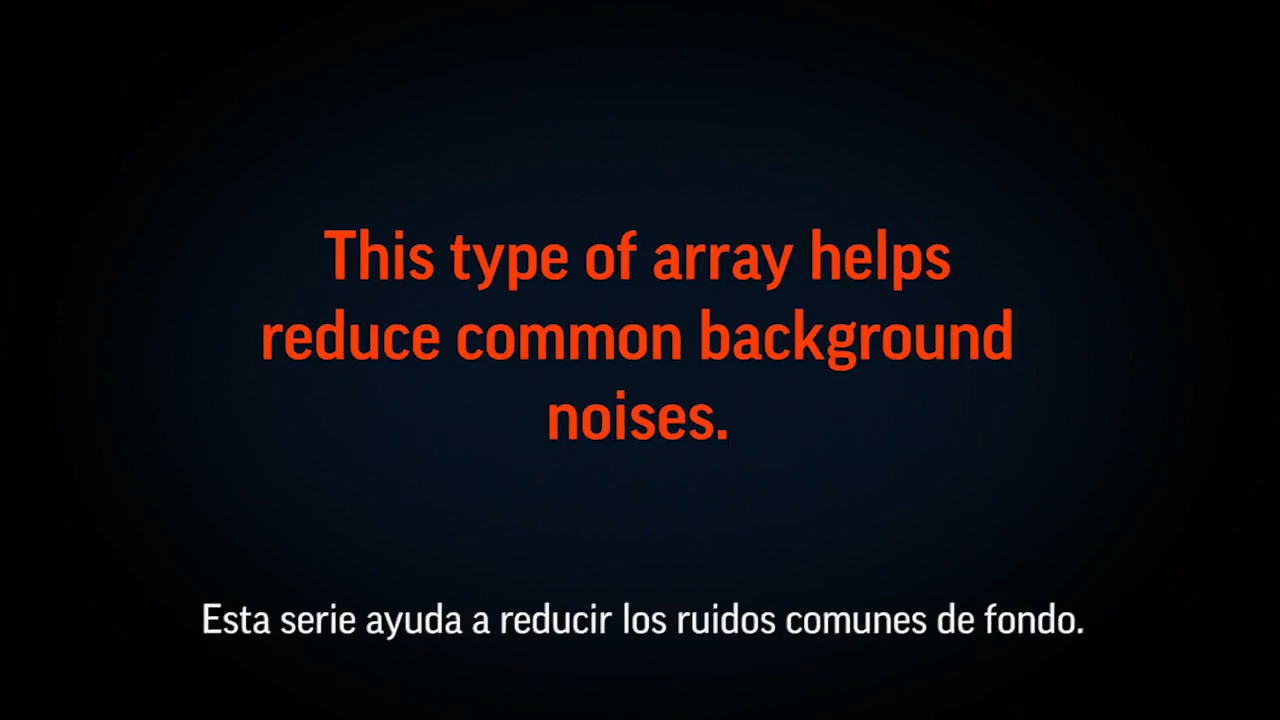 This type of array helps
reduce common background
noises.
Esta serie ayuda a reducir los ruidos comunes de fondo.